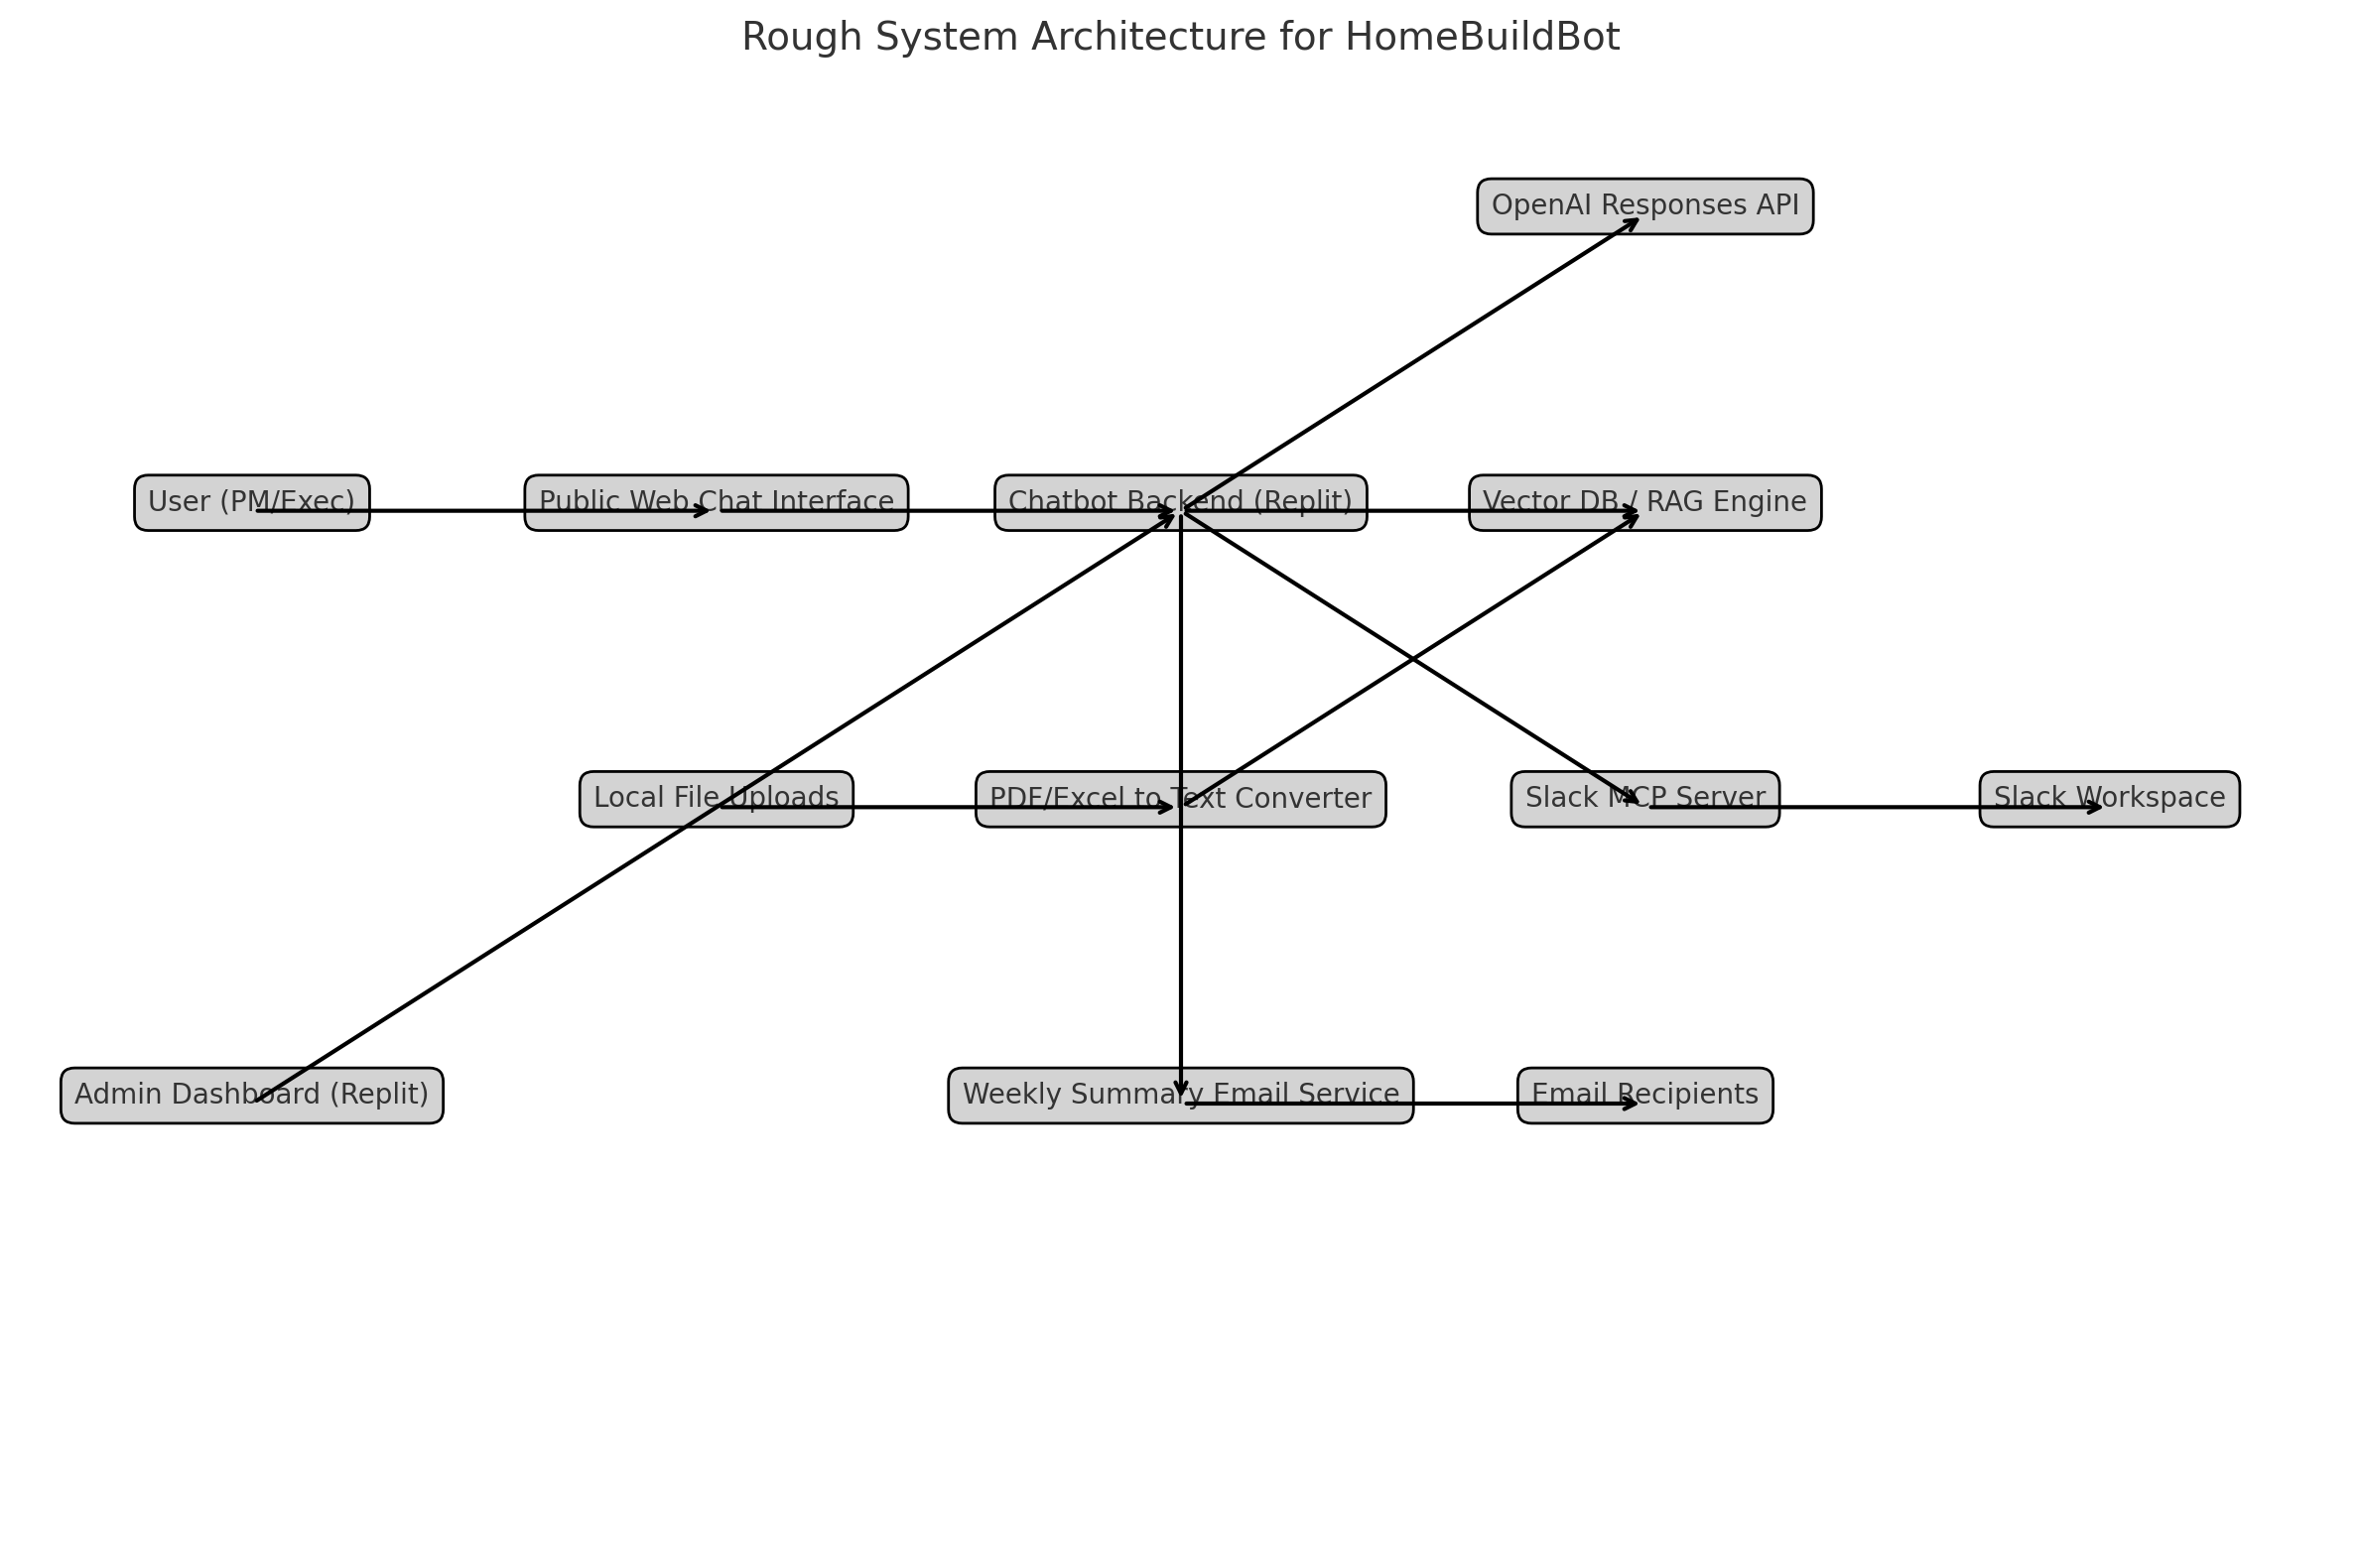 Rough System Architecture for HomeBuildBot
OpenAI Responses API
User (PM/Exec)
Public Web Chat Interface
Chatbot Backend (Replit)
Vector DB / RAG Engine
Local File Uploads
PDF/Excel to Text Converter
Slack MCP Server
Slack Workspace
Admin Dashboard (Replit)
Weekly Summary Email Service
Email Recipients